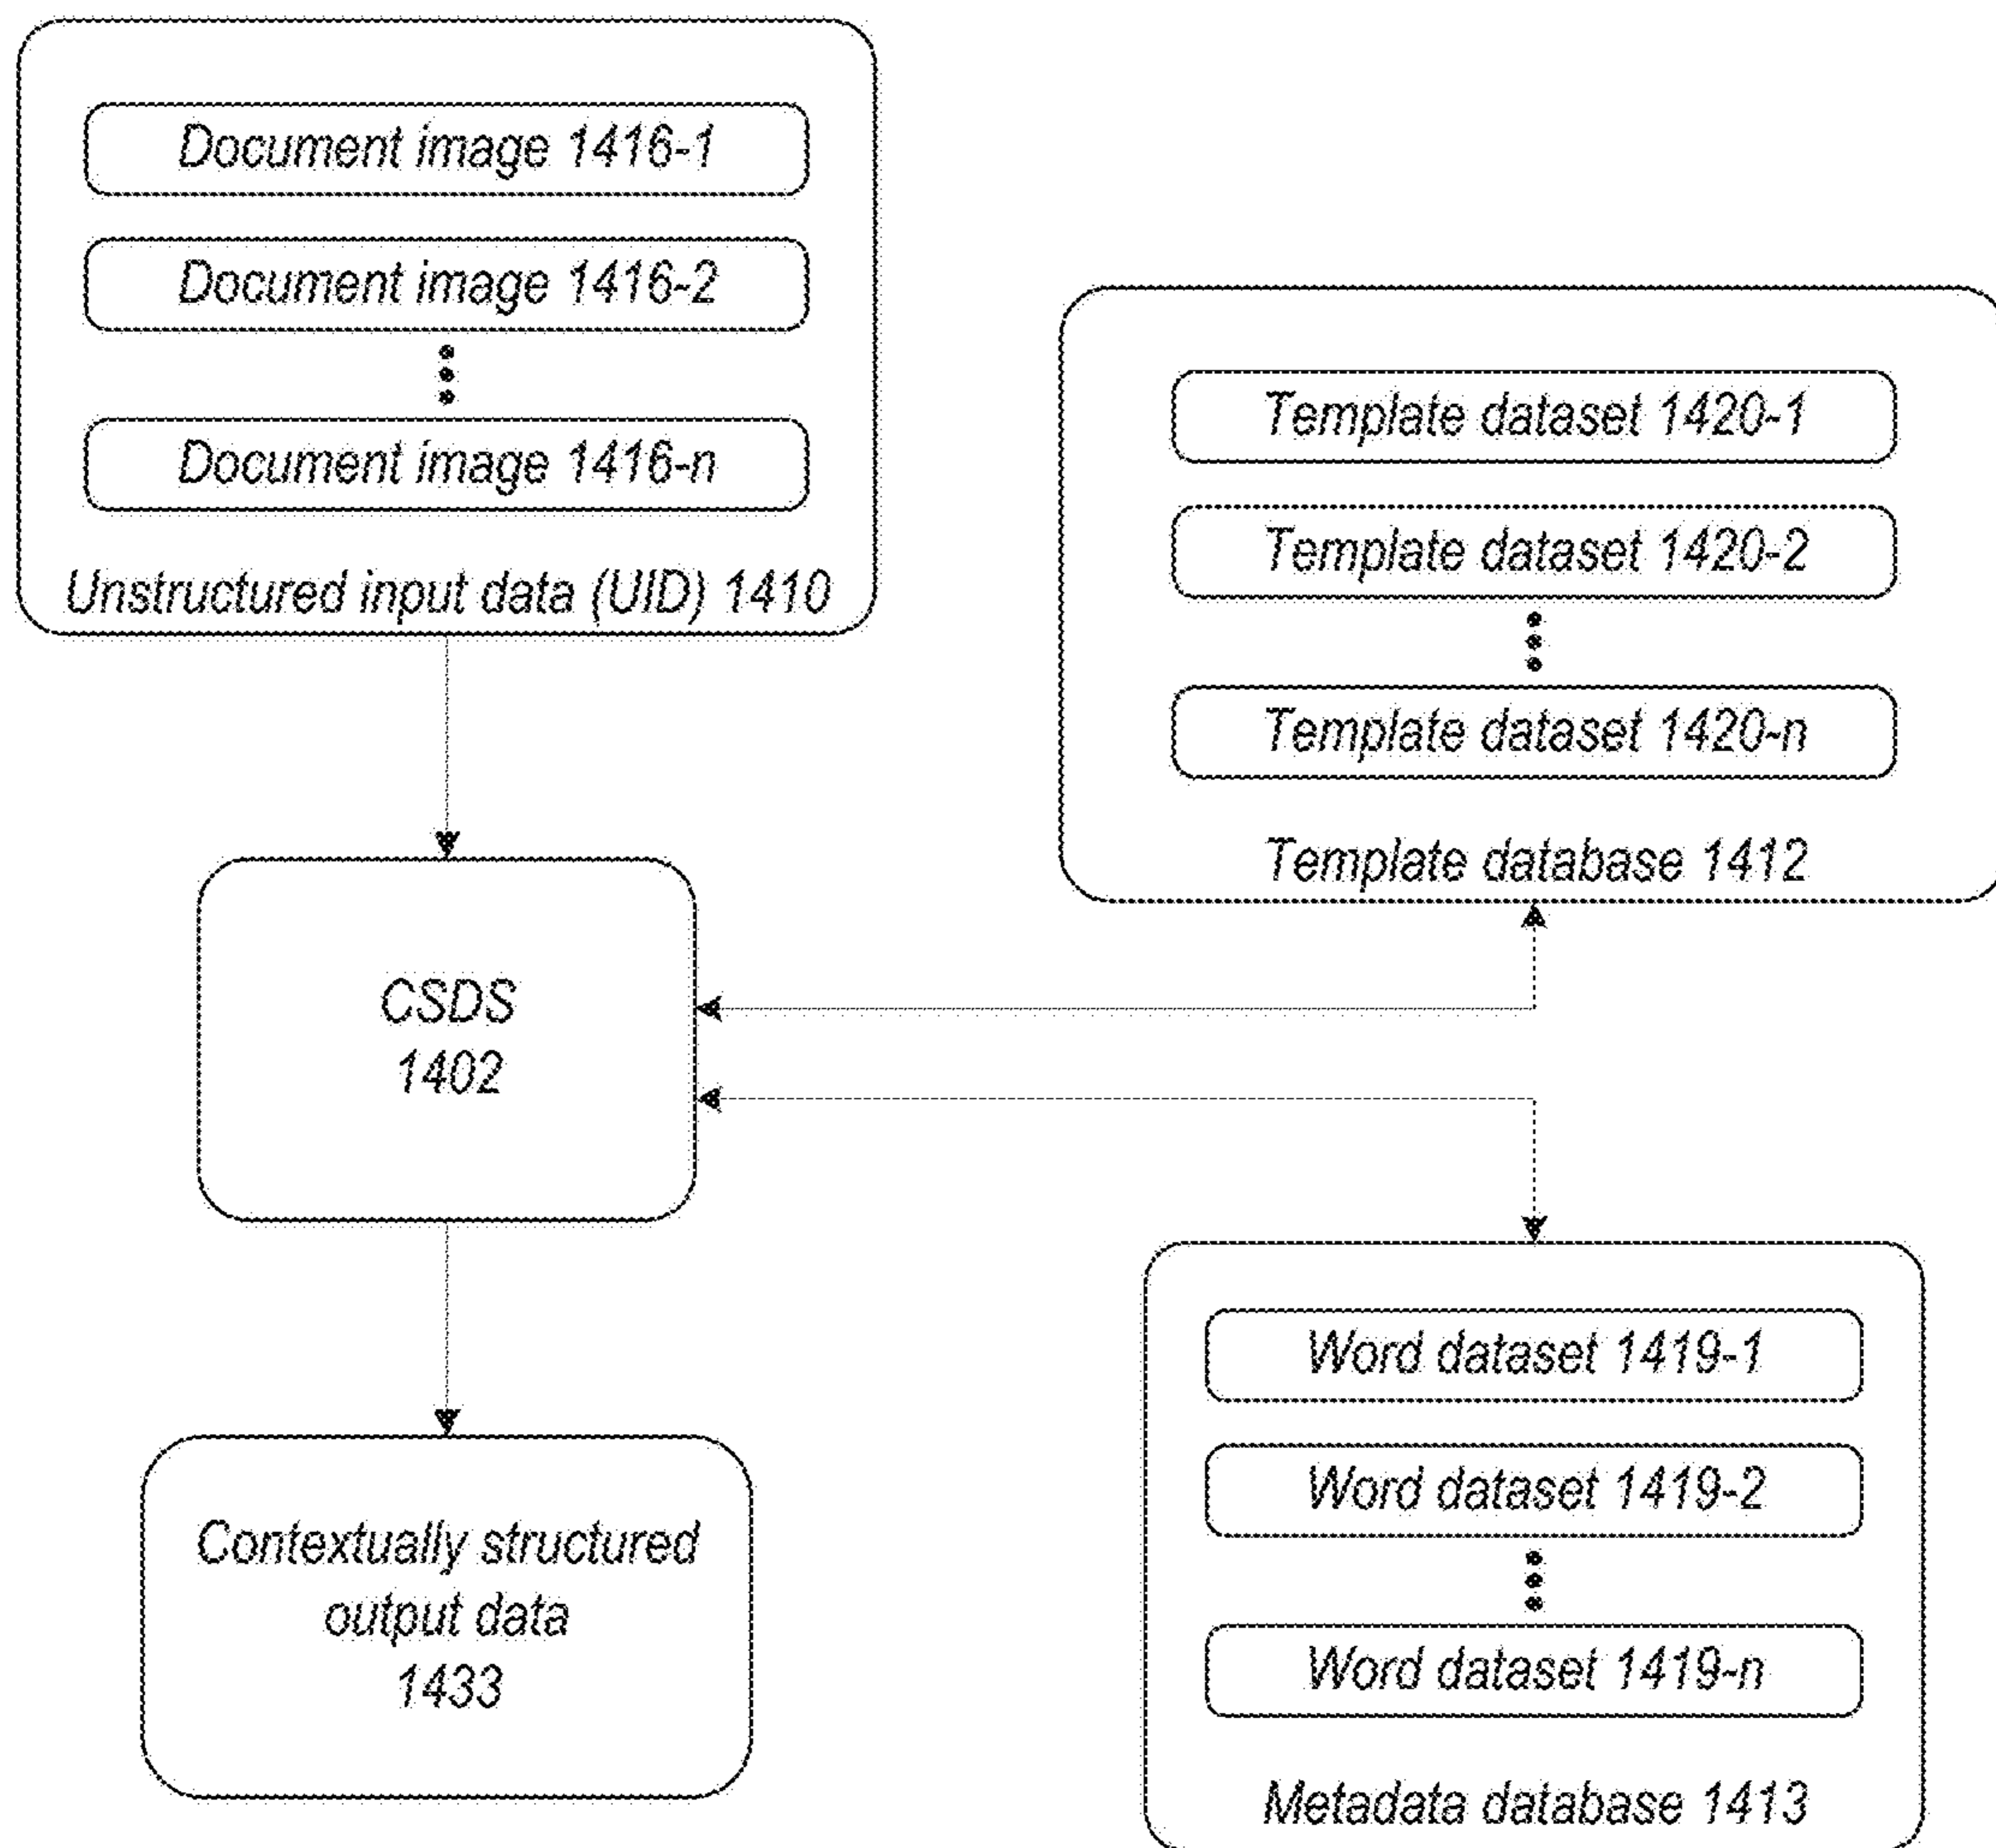 Document image 1416-1
Document image 1416-2
Document image 1416-n
Unstructured input data (UID) 1410
Template dataset 1420-1
Template dataset 1420-2
Template dataset 1420-n
Template database 1412
CSDS
1402
Contextually structured
output data
1433
Word dataset 1419-1
Word dataset 1419-2
Word dataset 1419-n
Metadata database 1413